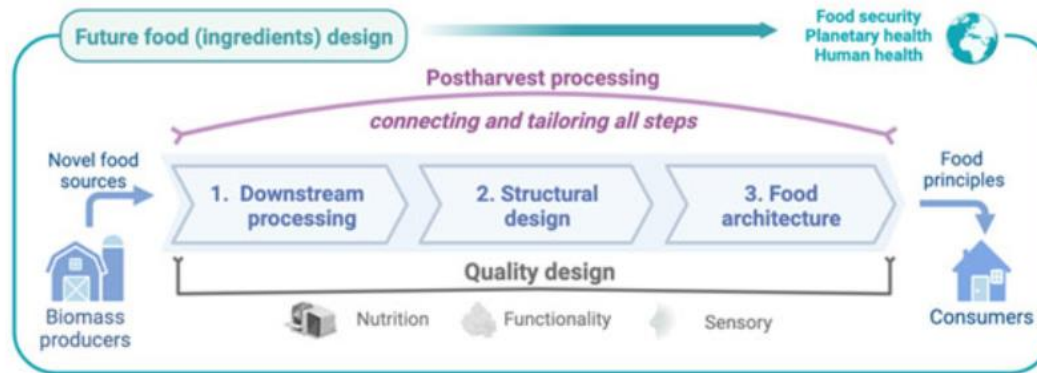 Future food (ingredients) design
Food security
Planetary health
Human health
Postharvest processing
connecting and tailoring all steps
Novel food
sources
1. Downstream
processing
2. Structural
design
3. Food
architecture
Food
principles
Quality design
Nutrition
Functionality
Sensory
Biomass
producers
Consumers